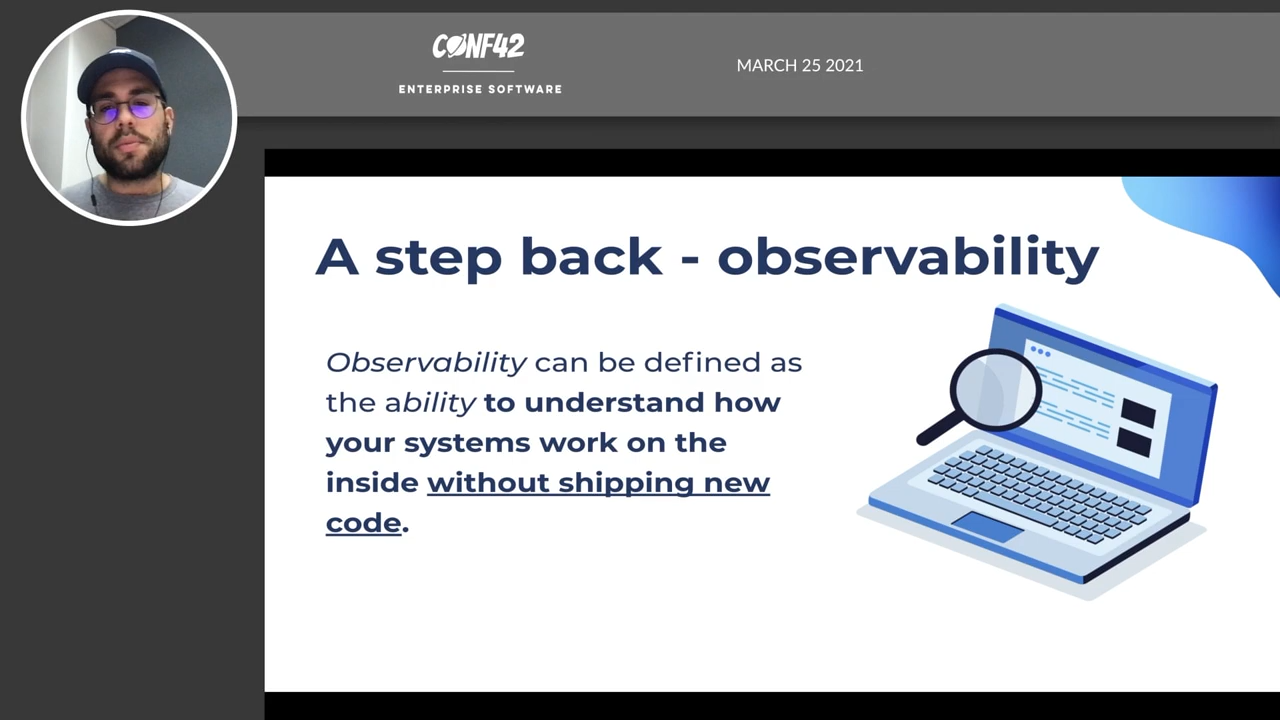 CONF42
ENTERPRISE SOFTWARE
MARCH 25 2021
A step back - observability
Observability can be defined as
the ability to understand how
your systems work on the
inside without shipping new
code.